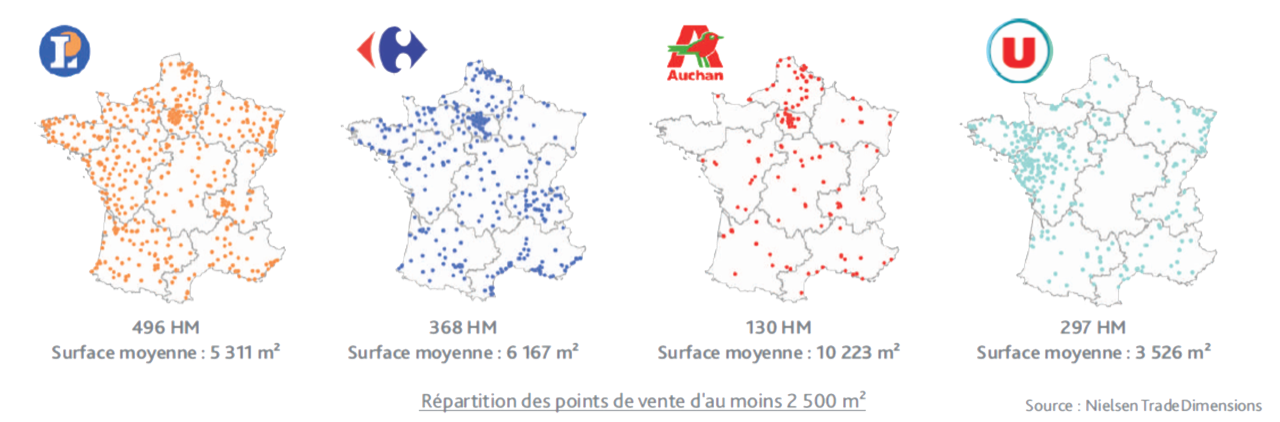 L
Auchan
U
496 HM
Surface moyenne : 5 311 m²
368 HM
Surface moyenne : 6 167 m²
130 HM
Surface moyenne : 10 223 m²
297 HM
Surface moyenne : 3 526 m²
Répartition des points de vente d'au moins 2 500 m²
Source : Nielsen TradeDimensions